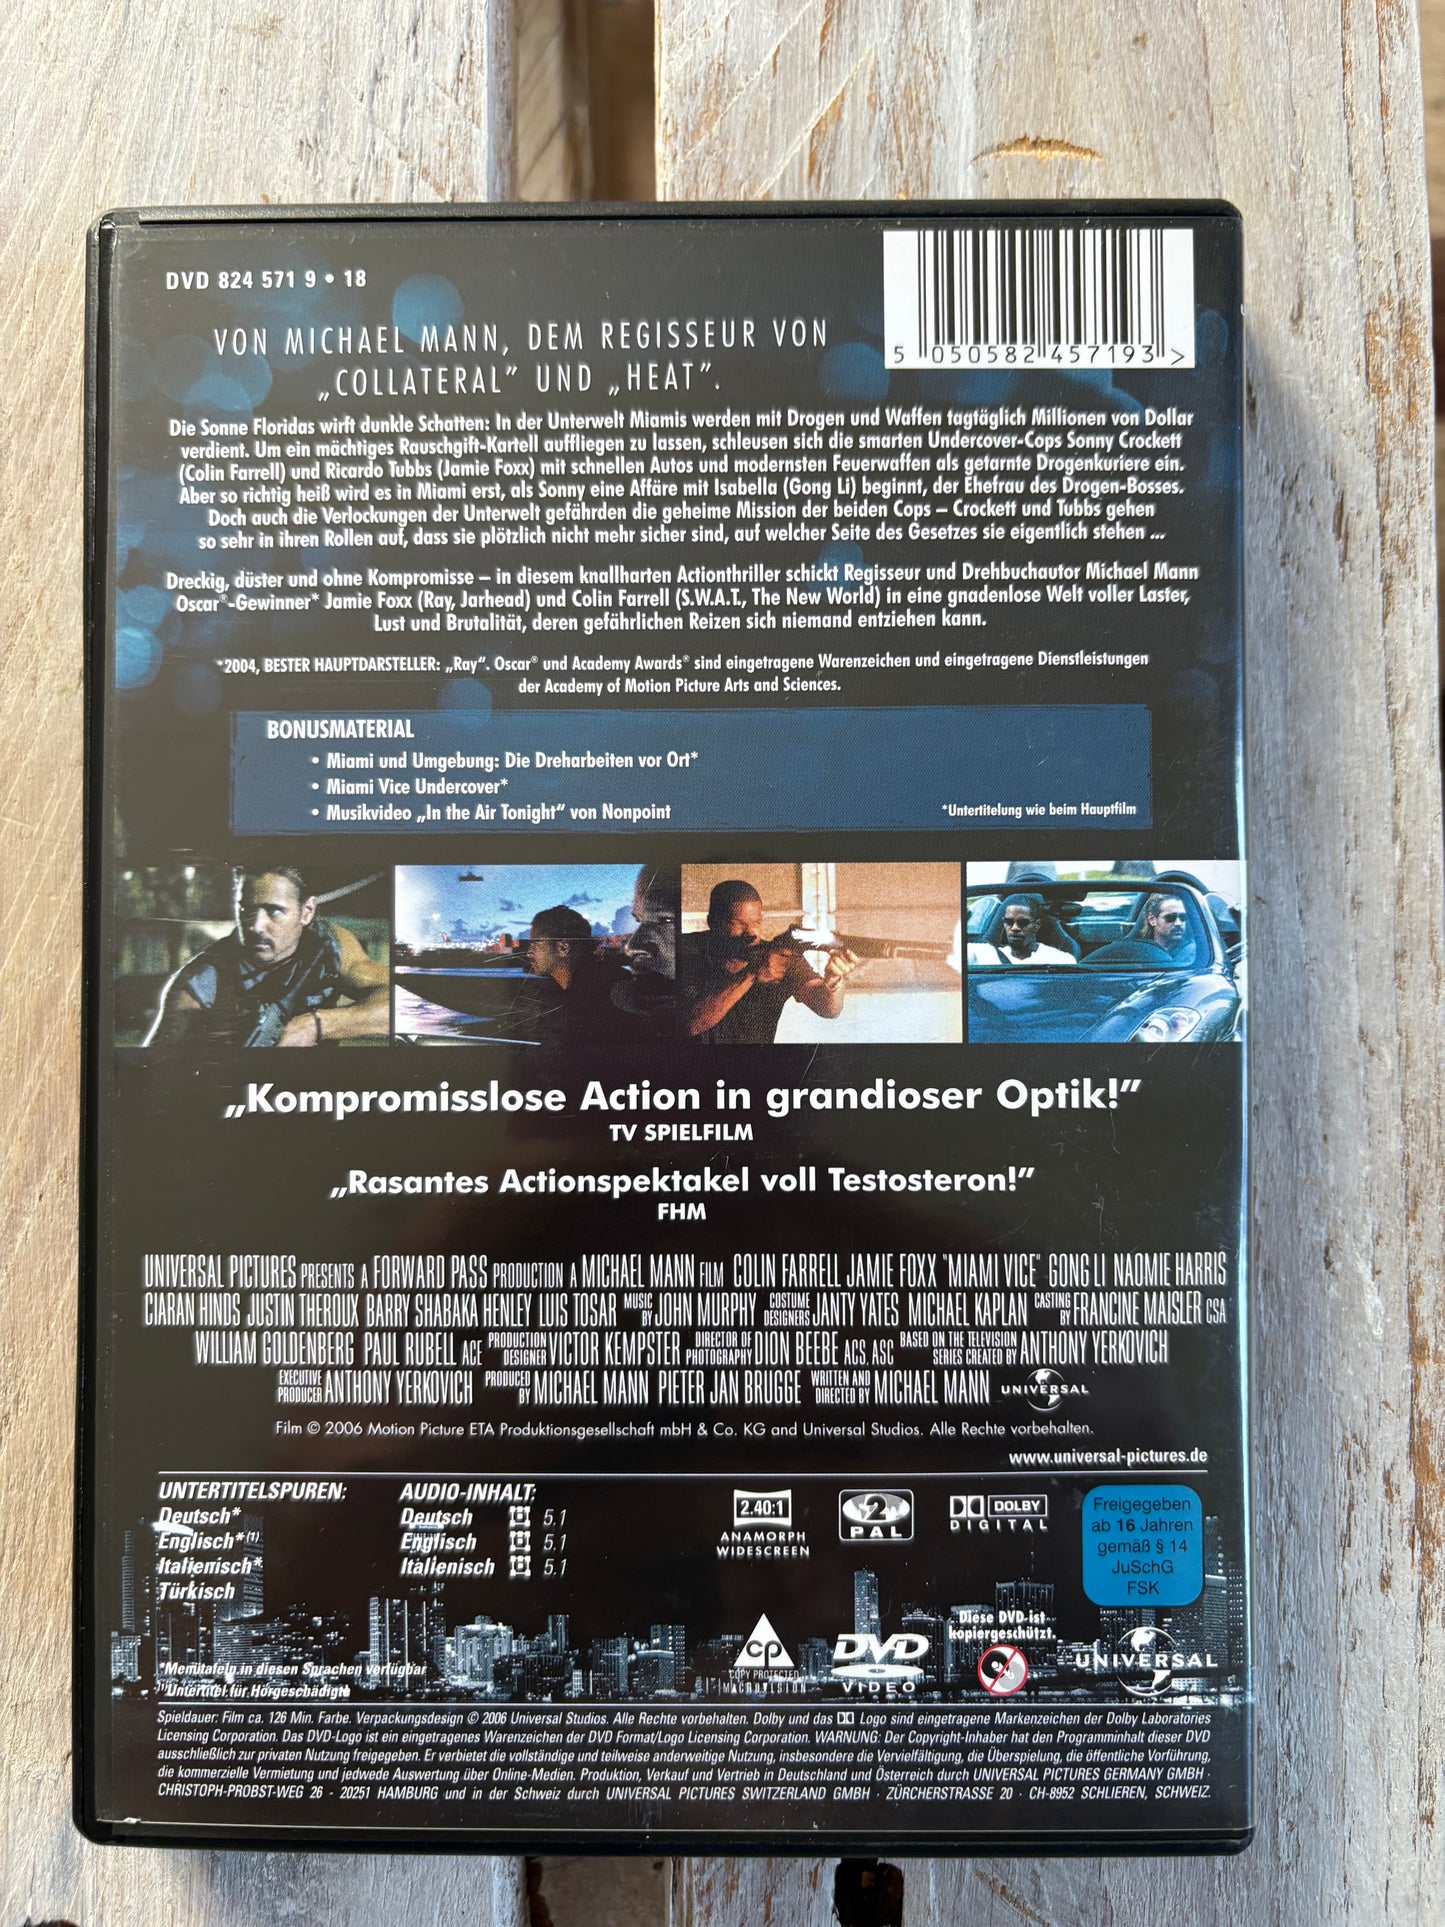 DVD 824 571 9 • 18
5 050582 457193 >
VON MICHAEL MANN, DEM REGISSEUR VON
„COLLATERAL” UND „HEAT”.
Die Sonne Floridas wirft dunkle Schatten: In der Unterwelt Miamis werden mit Drogen und Waffen tagtäglich Millionen von Dollar
verdient. Um ein mächtiges Rauschgift-Kartell auffliegen zu lassen, schleusen sich die smarten Undercover-Cops Sonny Crockett
(Colin Farrell) und Ricardo Tubbs (Jamie Foxx) mit schnellen Autos und modernsten Feuerwaffen als getarnte Drogenkuriere ein.
Aber so richtig heiß wird es in Miami erst, als Sonny eine Affäre mit Isabella (Gong Li) beginnt, der Ehefrau des Drogen-Bosses.
Doch auch die Verlockungen der Unterwelt gefährden die geheime Mission der beiden Cops – Crockett und Tubbs gehen
so sehr in ihren Rollen auf, dass sie plötzlich nicht mehr sicher sind, auf welcher Seite des Gesetzes sie eigentlich stehen ...
Dreckig, düster und ohne Kompromisse – in diesem knallharten Actionthriller schickt Regisseur und Drehbuchautor Michael Mann
Oscar®-Gewinner* Jamie Foxx (Ray, Jarhead) und Colin Farrell (S.W.A.T., The New World) in eine gnadenlose Welt voller Laster,
Lust und Brutalität, deren gefährlichen Reizen sich niemand entziehen kann.
*2004, BESTER HAUPTDARSTELLER: „Ray“. Oscar® und Academy Awards® sind eingetragene Warenzeichen und eingetragene Dienstleistungen
der Academy of Motion Picture Arts and Sciences.
BONUSMATERIAL
• Miami und Umgebung: Die Dreharbeiten vor Ort*
• Miami Vice Undercover*
• Musikvideo „In the Air Tonight“ von Nonpoint
*Untertitelung wie beim Hauptfilm
„Kompromisslose Action in grandioser Optik!”
TV SPIELFILM
„Rasantes Actionspektakel voll Testosteron!”
FHM
UNIVERSAL PICTURES PRESENTS A FORWARD PASS PRODUCTION A MICHAEL MANN FILM COLIN FARRELL JAMIE FOXX "MIAMI VICE" GONG LI NAOMIE HARRIS
CIARAN HINDS JUSTIN THEROUX BARRY SHABAKA HENLEY LUIS TOSAR MUSIC BY JOHN MURPHY COSTUME DESIGNERS JANTY YATES MICHAEL KAPLAN CASTING BY FRANCINE MAISLER CSA
WILLIAM GOLDENBERG PAUL RUBELL ACE PRODUCTION DESIGNER VICTOR KEMPSTER DIRECTOR OF PHOTOGRAPHY DION BEEBE ACS, ASC BASED ON THE TELEVISION SERIES CREATED BY ANTHONY YERKOVICH
EXECUTIVE PRODUCER ANTHONY YERKOVICH PRODUCED BY MICHAEL MANN PIETER JAN BRUGGE WRITTEN AND DIRECTED BY MICHAEL MANN UNIVERSAL
Film © 2006 Motion Picture ETA Produktionsgesellschaft mbH & Co. KG and Universal Studios. Alle Rechte vorbehalten.
www.universal-pictures.de
UNTERTITELSPUREN:
Deutsch*
Englisch*(1)
Italienisch*
Türkisch
AUDIO-INHALT:
Deutsch 5.1
Englisch 5.1
Italienisch 5.1
2.40:1
ANAMORPH
WIDESCREEN
2
PAL
DOLBY
DIGITAL
Freigegeben
ab 16 Jahren
gemäß § 14
JuSchG
FSK
*Menütafeln in diesen Sprachen verfügbar
(1)Untertitel für Hörgeschädigte
CP
COPY PROTECTED
MACROVISION
DVD
VIDEO
Diese DVD ist
kopiergeschützt.
UNIVERSAL
Spieldauer: Film ca. 126 Min. Farbe. Verpackungsdesign © 2006 Universal Studios. Alle Rechte vorbehalten. Dolby und das Logo sind eingetragene Markenzeichen der Dolby Laboratories
Licensing Corporation. Das DVD-Logo ist ein eingetragenes Warenzeichen der DVD Format/Logo Licensing Corporation. WARNUNG: Der Copyright-Inhaber hat den Programminhalt dieser DVD
ausschließlich zur privaten Nutzung freigegeben. Er verbietet die vollständige und teilweise anderweitige Nutzung, insbesondere die Vervielfältigung, die Überspielung, die öffentliche Vorführung,
die kommerzielle Vermietung und jedwede Auswertung über Online-Medien. Produktion, Verkauf und Vertrieb in Deutschland und Österreich durch UNIVERSAL PICTURES GERMANY GMBH ·
CHRISTOPH-PROBST-WEG 26 - 20251 HAMBURG und in der Schweiz durch UNIVERSAL PICTURES SWITZERLAND GMBH · ZÜRCHERSTRASSE 20 · CH-8952 SCHLIEREN, SCHWEIZ.